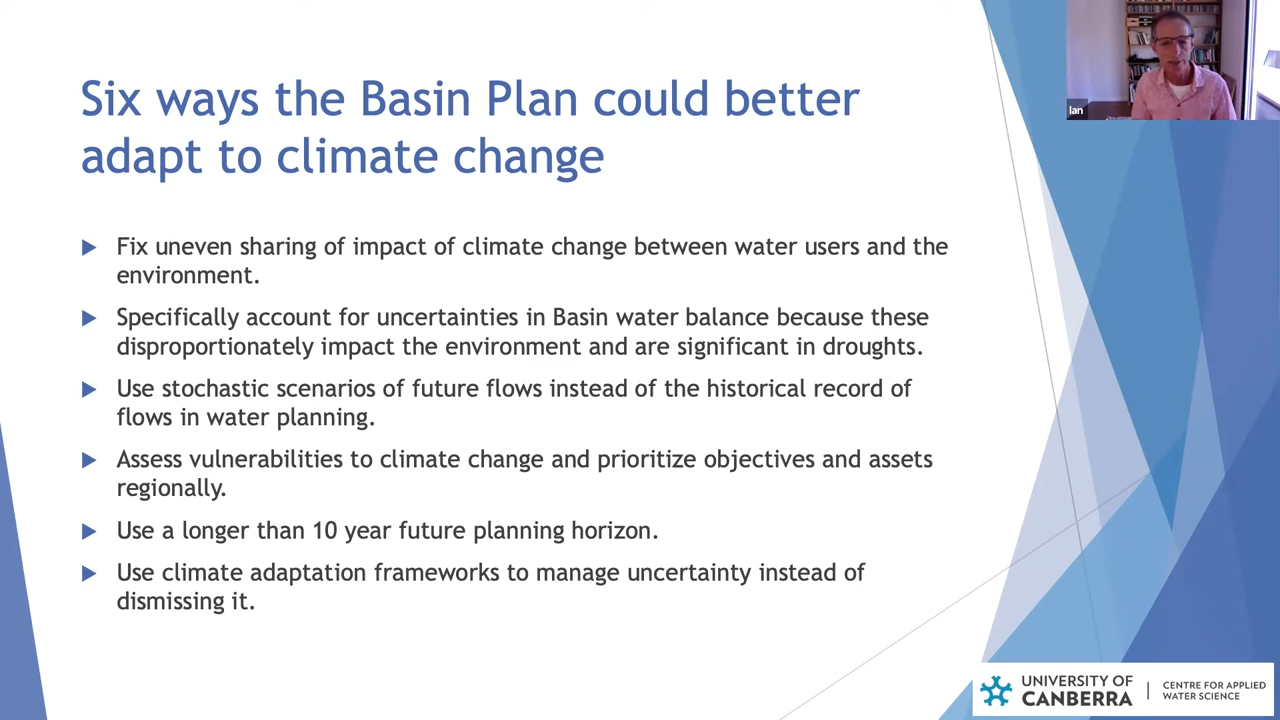 Six ways the Basin Plan could better
adapt to climate change
Ian
Fix uneven sharing of impact of climate change between water users and the
environment.
Specifically account for uncertainties in Basin water balance because these
disproportionately impact the environment and are significant in droughts.
Use stochastic scenarios of future flows instead of the historical record of
flows in water planning.
Assess vulnerabilities to climate change and prioritize objectives and assets
regionally.
Use a longer than 10 year future planning horizon.
Use climate adaptation frameworks to manage uncertainty instead of
dismissing it.
UNIVERSITY OF
CANBERRA
CENTRE FOR APPLIED
WATER SCIENCE